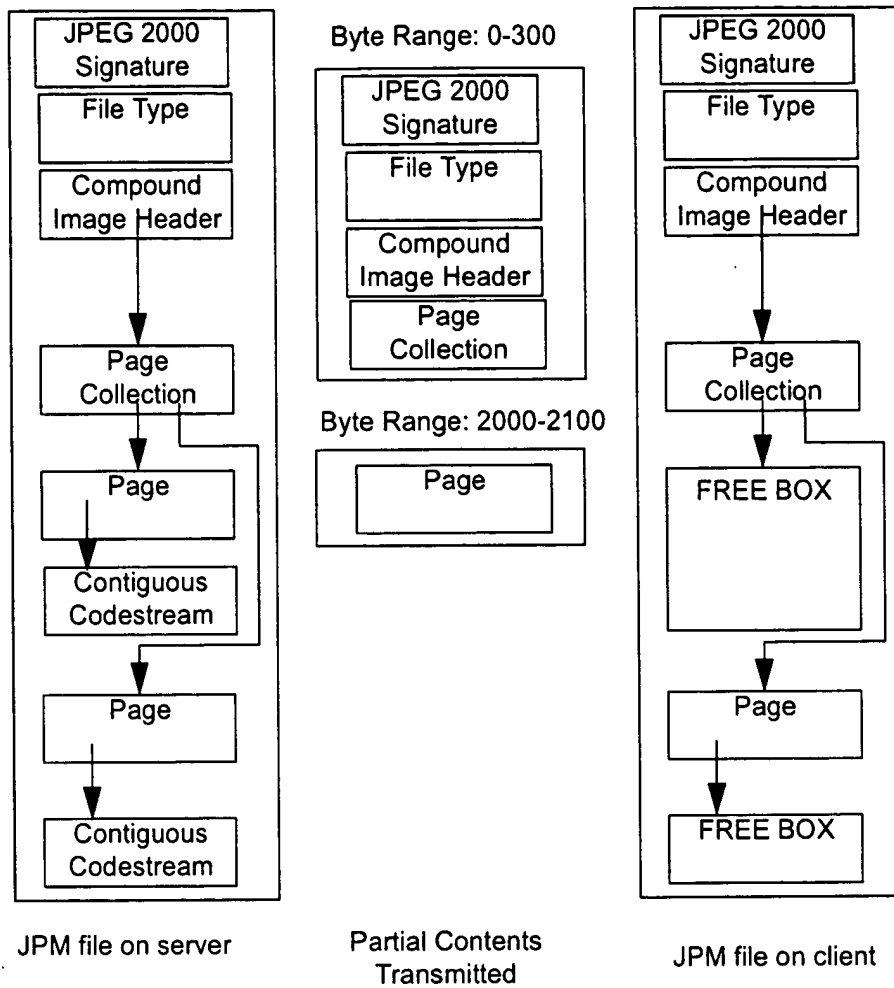 JPEG 2000
Signature
File Type
Compound
Image Header
Page
Collection
Page
Contiguous
Codestream
Page
Contiguous
Codestream
JPM file on server
Byte Range: 0-300
JPEG 2000
Signature
File Type
Compound
Image Header
Page
Collection
Byte Range: 2000-2100
Page
Partial Contents
Transmitted
JPEG 2000
Signature
File Type
Compound
Image Header
Page
Collection
FREE BOX
Page
FREE BOX
JPM file on client